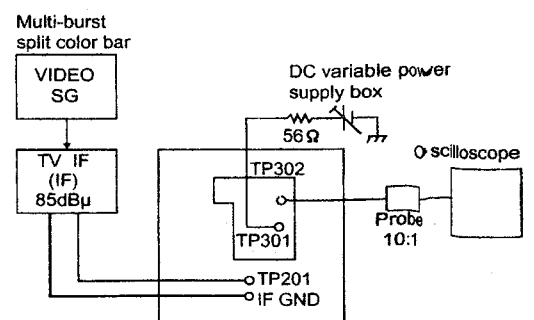 Multi-burst
split color bar
VIDEO
SG
TV IF
(IF)
85dBμ
DC variable power
supply box
56Ω
TP302
TP301
Oscilloscope
Probe
10:1
TP201
IF GND